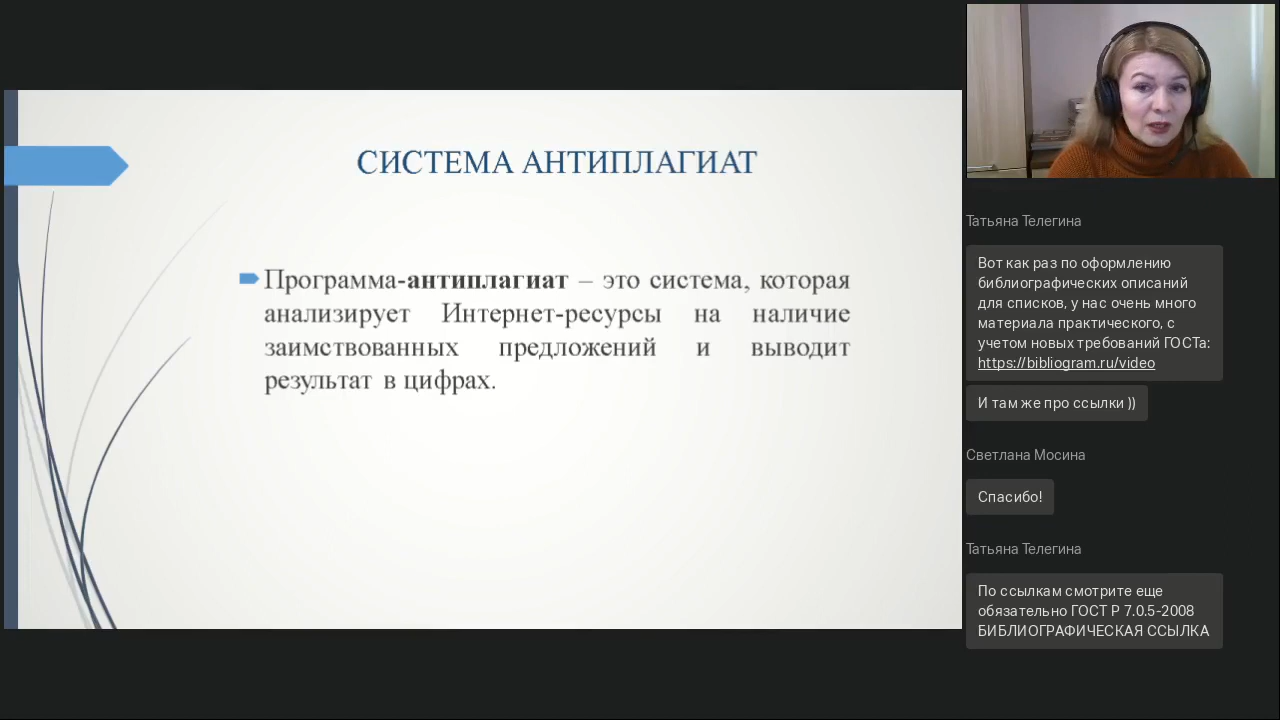 СИСТЕМА АНТИПЛАГИАТ
Программа-антиплагиат – это система, которая
анализирует Интернет-ресурсы на наличие
заимствованных предложений и выводит
результат в цифрах.
Татьяна Телегина
Вот как раз по оформлению
библиографических описаний
для списков, у нас очень много
материала практического, с
учетом новых требований ГОСТа:
https://bibliogram.ru/video
И там же про ссылки ))
Светлана Мосина
Спасибо!
Татьяна Телегина
По ссылкам смотрите еще
обязательно ГОСТ Р 7.0.5-2008
БИБЛИОГРАФИЧЕСКАЯ ССЫЛКА